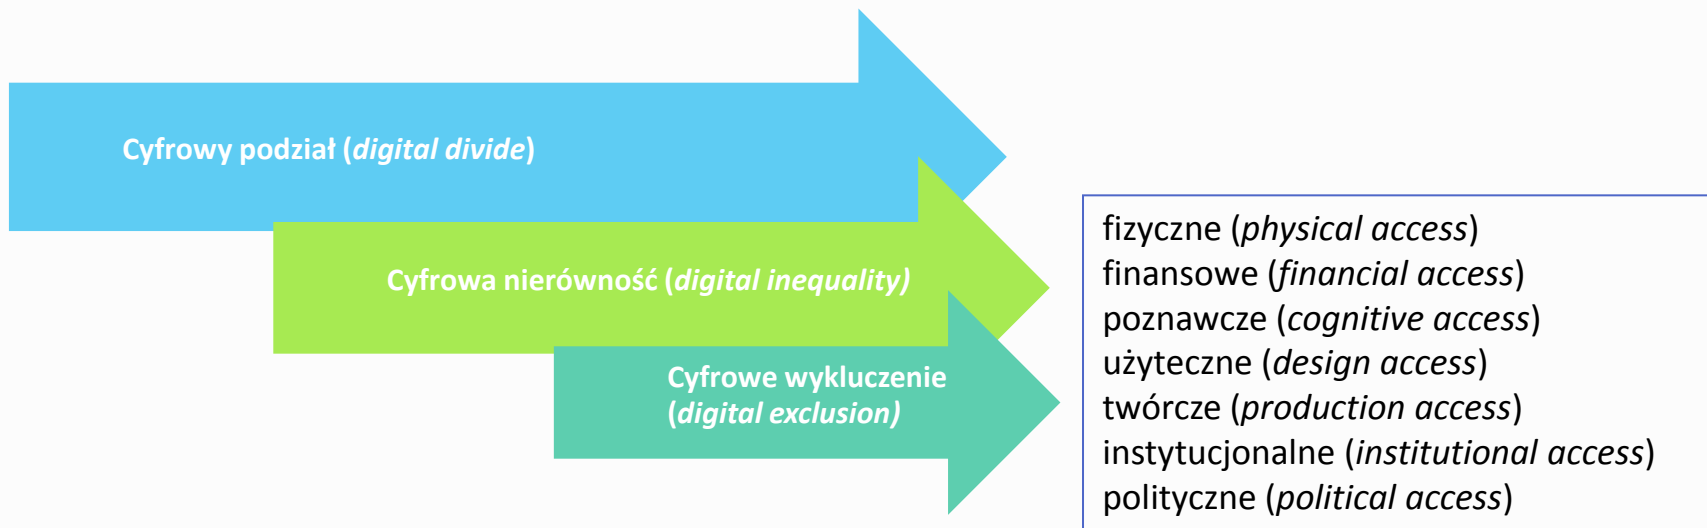 Cyfrowy podział (digital divide)
Cyfrowa nierówność (digital inequality)
Cyfrowe wykluczenie
(digital exclusion)
fizyczne (physical access)
finansowe (financial access)
poznawcze (cognitive access)
użyteczne (design access)
twórcze (production access)
instytucjonalne (institutional access)
polityczne (political access)